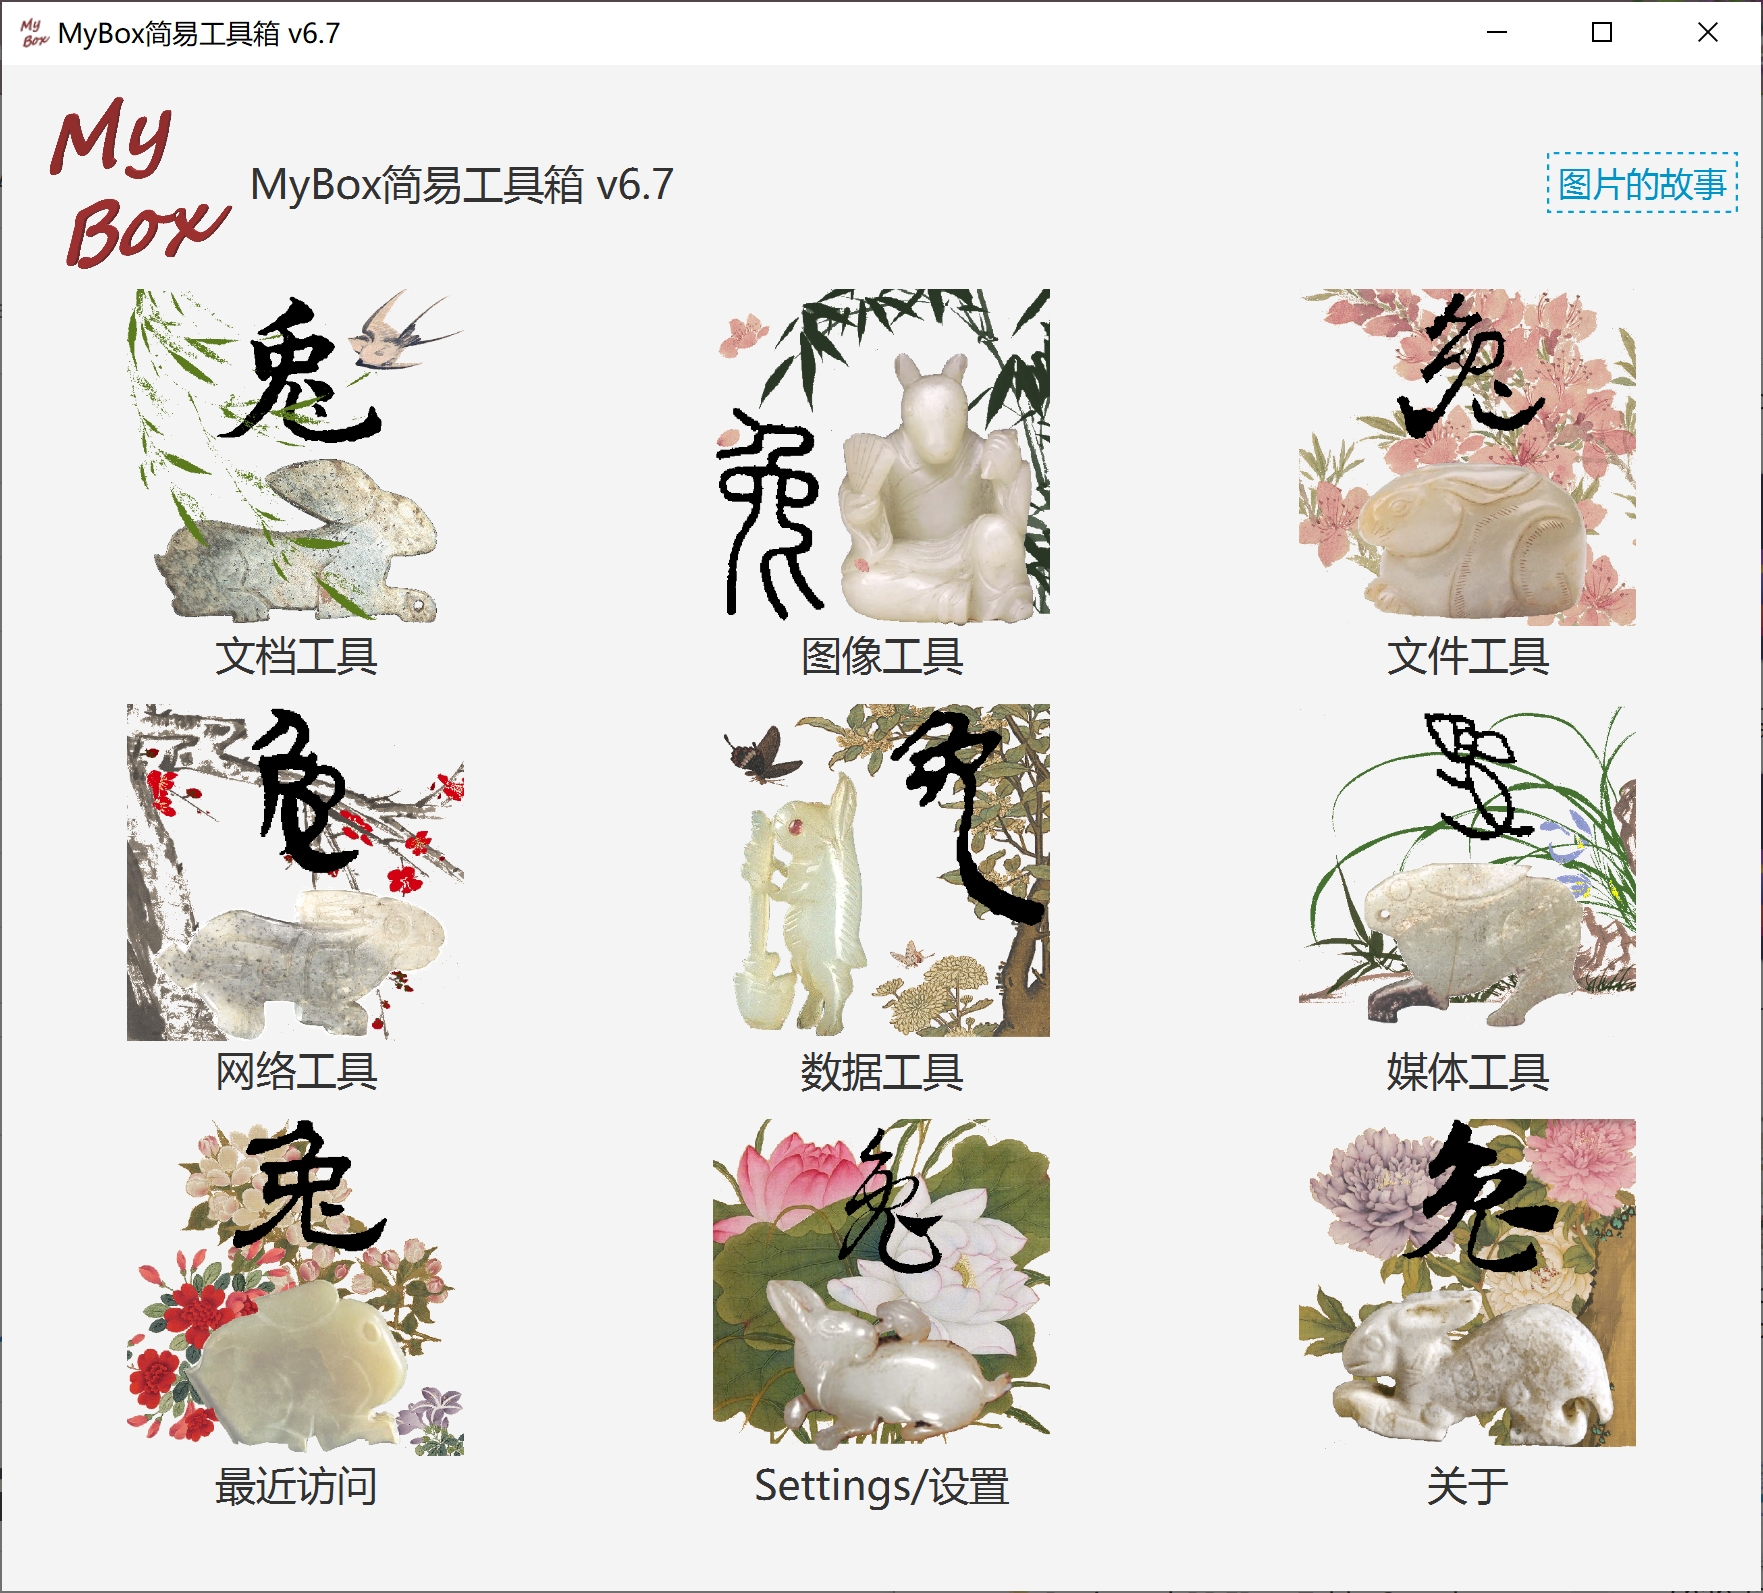 My Box MyBox简易工具箱 v6.7
My
Box
MyBox简易工具箱 v6.7
图片的故事
兔
兔
兔
文档工具
图像工具
文件工具
兔
兔
兔
网络工具
数据工具
媒体工具
兔
兔
兔
最近访问
Settings/设置
关于